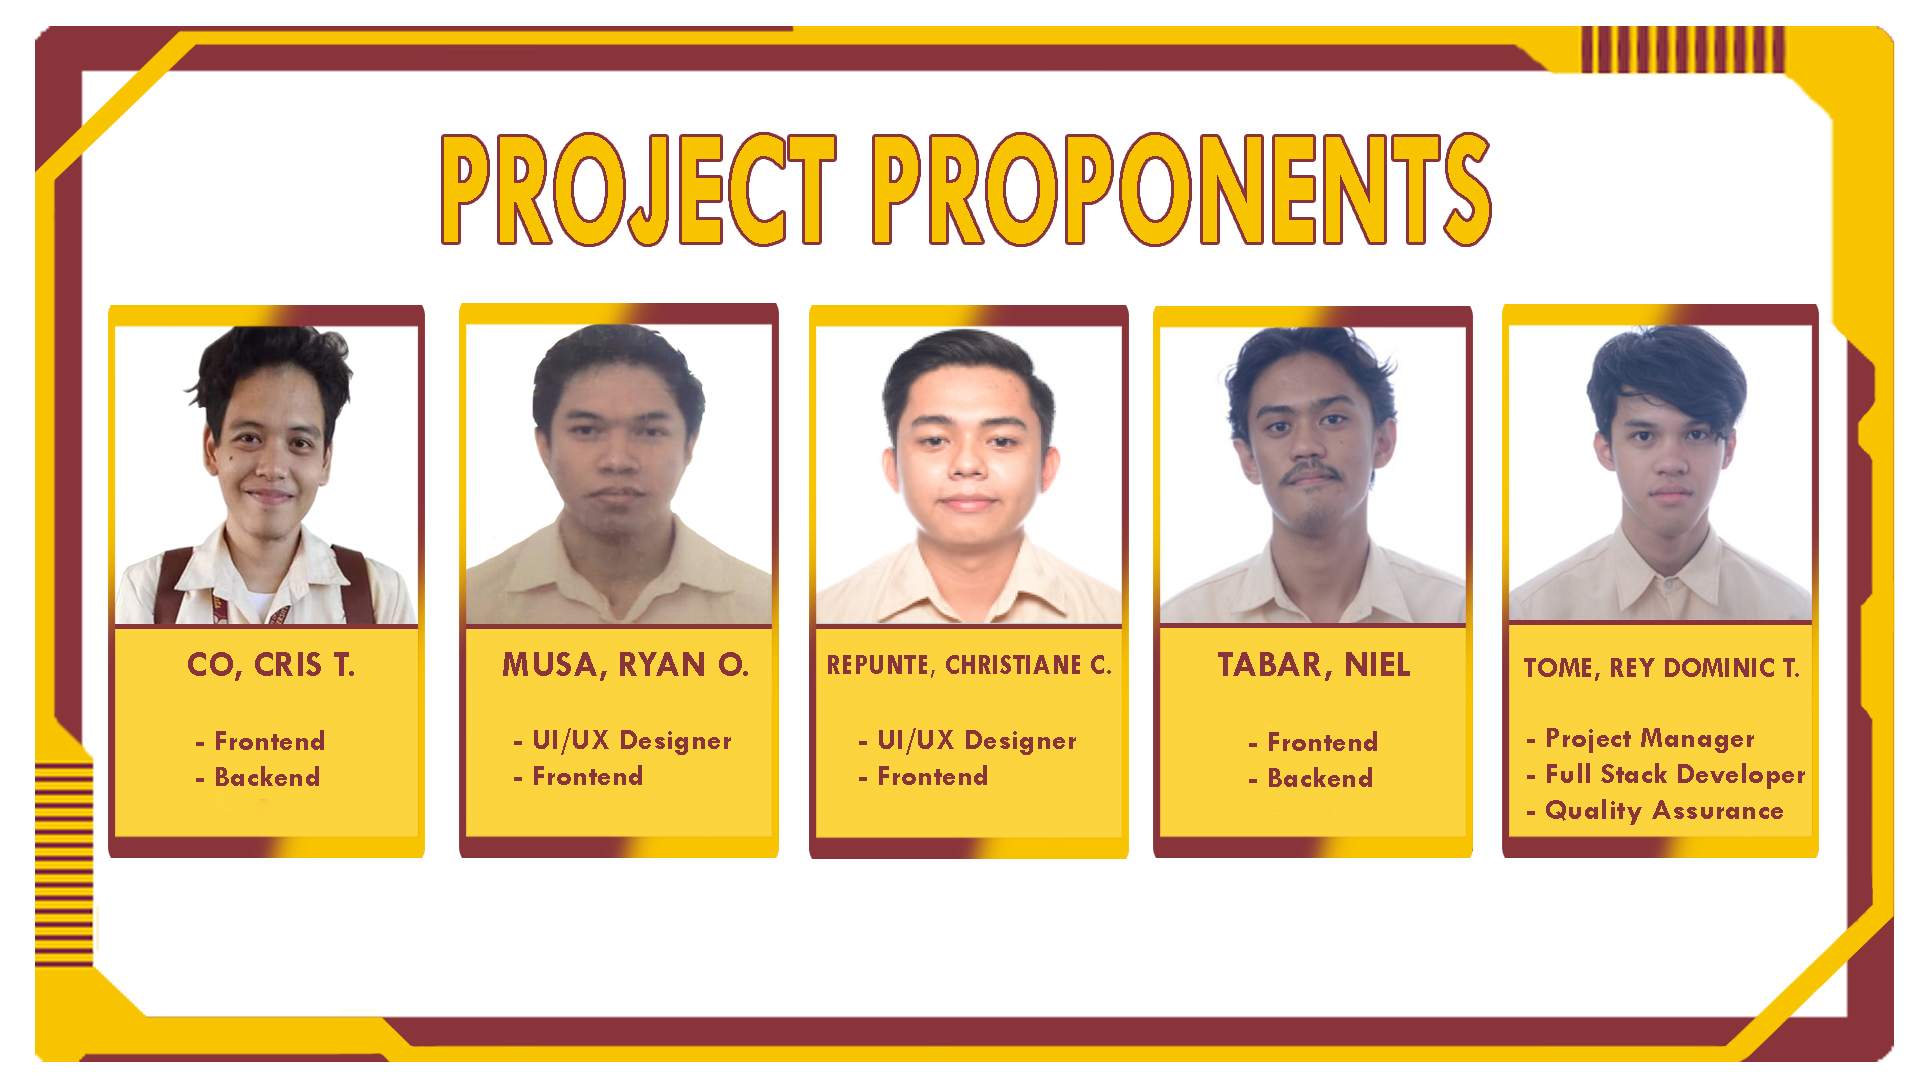 PROJECT PROPONENTS
CO, CRIS T.
- Frontend
- Backend
MUSA, RYAN O.
- UI/UX Designer
- Frontend
REPUNTE, CHRISTIANE C.
- UI/UX Designer
- Frontend
TABAR, NIEL
- Frontend
- Backend
TOME, REY DOMINIC T.
- Project Manager
- Full Stack Developer
- Quality Assurance